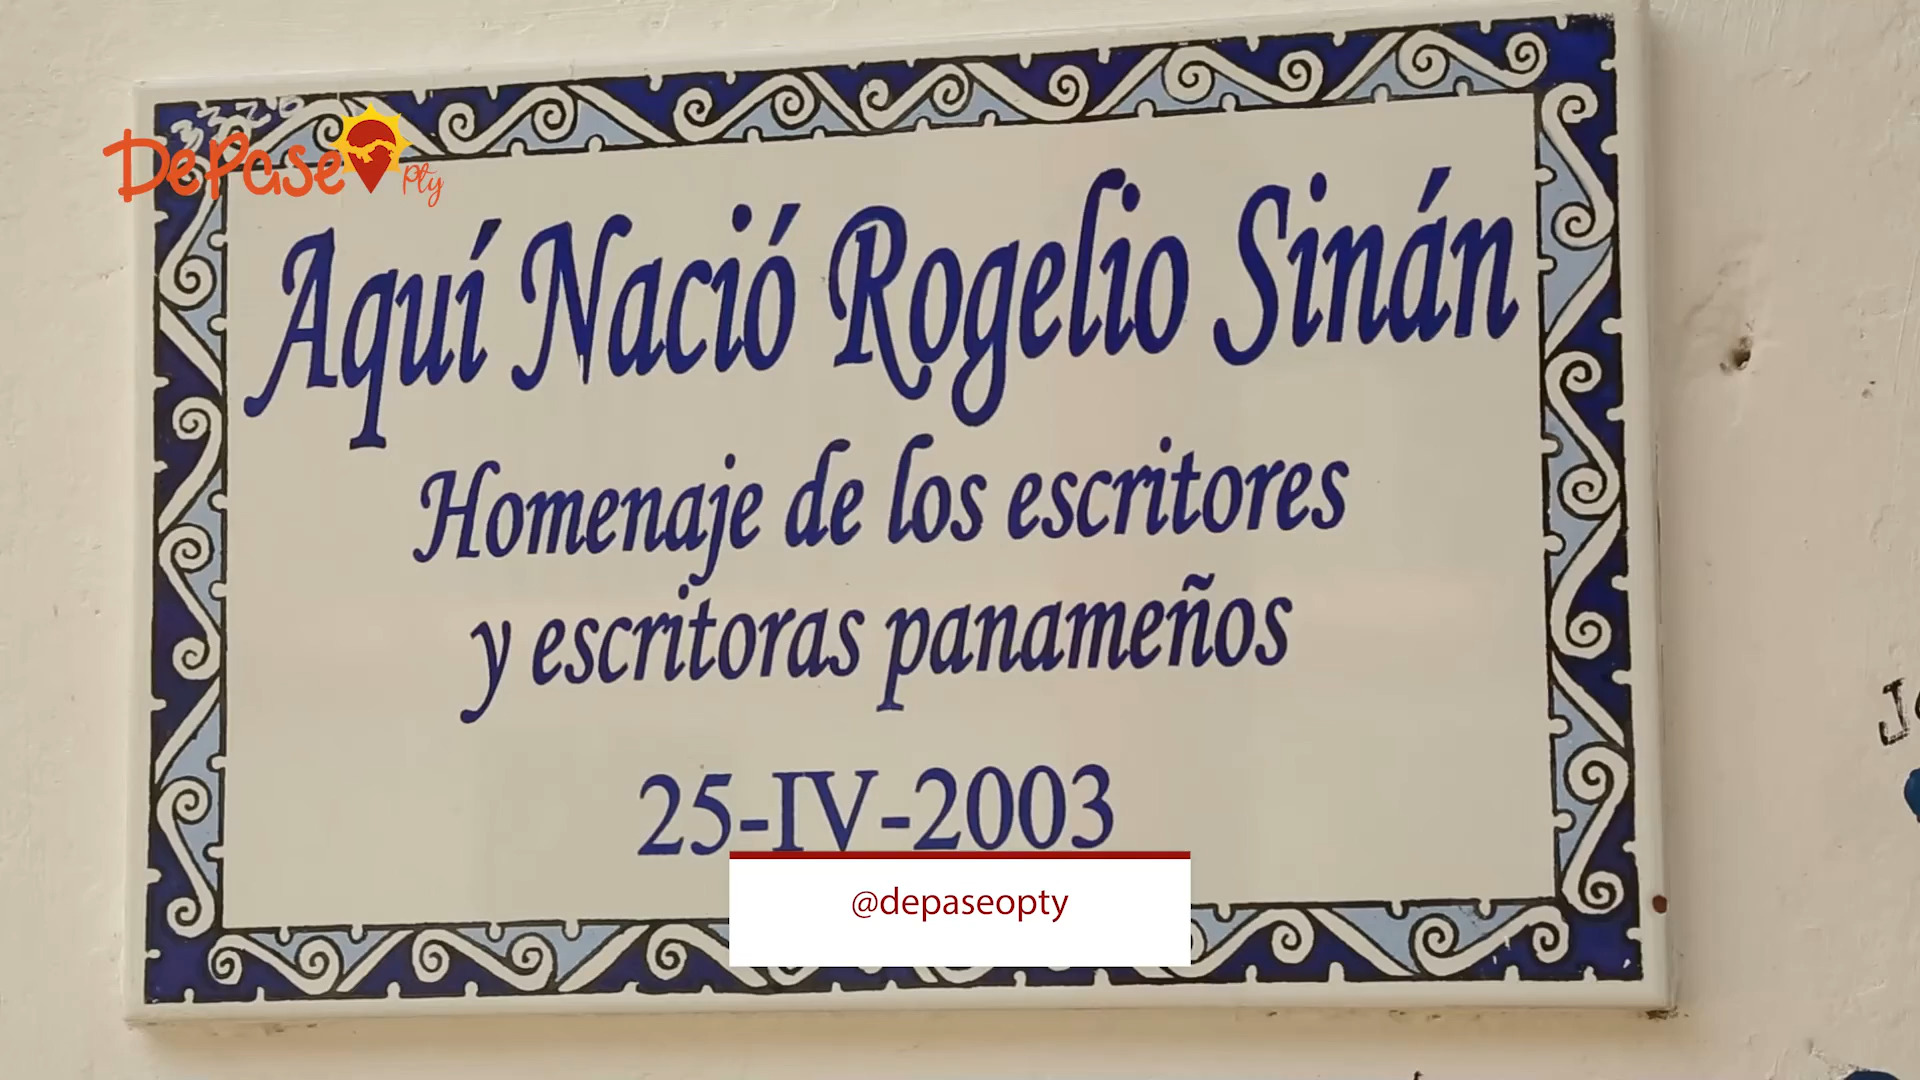 DePaseo Pty
Aquí Nació Rogelio Sinán
Homenaje de los escritores
y escritoras panameños
25-IV-2003
@depaseopty